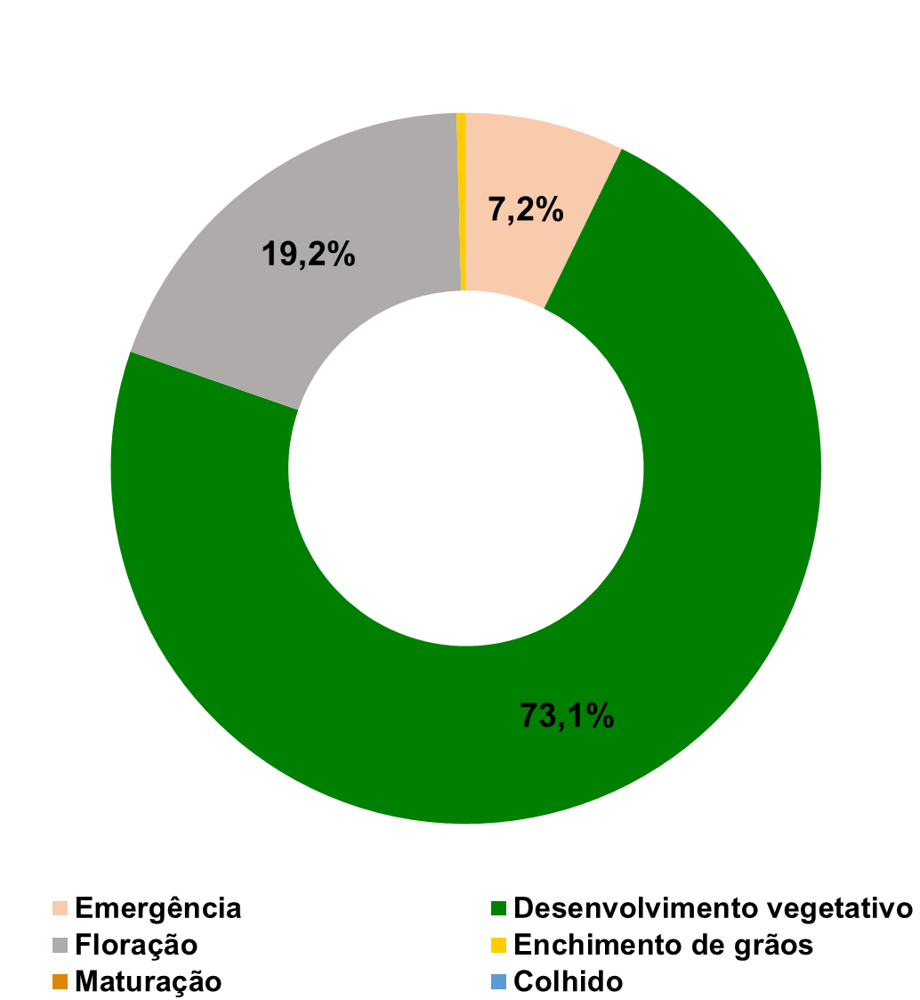 7,2%
19,2%
73,1%
Emergência
Desenvolvimento vegetativo
Floração
Enchimento de grãos
Maturação
Colhido